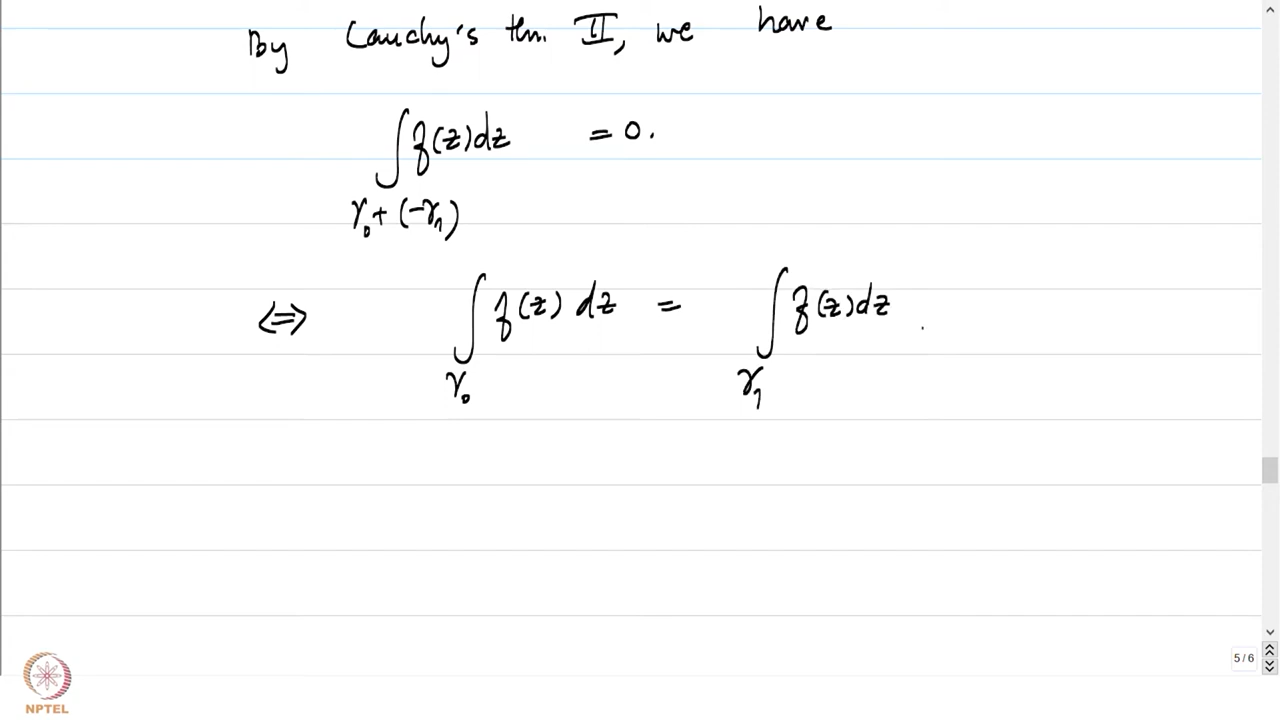 By Cauchy's thm. II, we have
∫ f(z)dz = 0.
γ₀ + (-γ₁)
⇔ ∫ f(z) dz = ∫ f(z)dz .
γ₀ γ₁
5 / 6
NPTEL